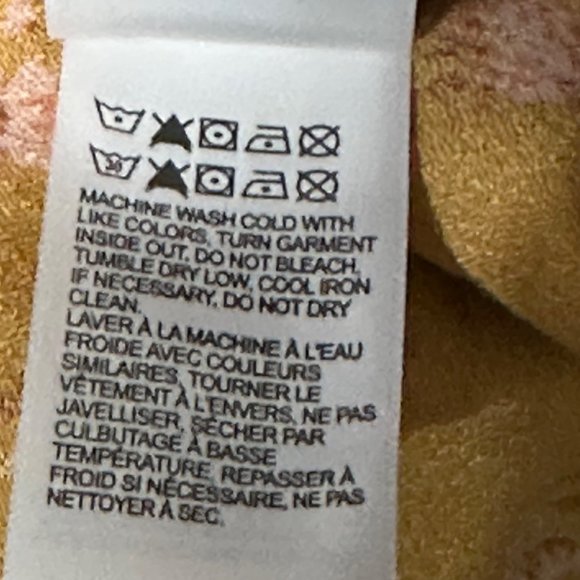 30
MACHINE WASH COLD WITH
LIKE COLORS, TURN GARMENT
INSIDE OUT, DO NOT BLEACH,
TUMBLE DRY LOW, COOL IRON
IF NECESSARY, DO NOT DRY
CLEAN.
LAVER À LA MACHINE À L'EAU
FROIDE AVEC COULEURS
SIMILAIRES, TOURNER LE
VÊTEMENT À L'ENVERS, NE PAS
JAVELLISER, SÉCHER PAR
CULBUTAGE À BASSE
TEMPÉRATURE, REPASSER À
FROID SI NÉCESSAIRE, NE PAS
NETTOYER À SEC.